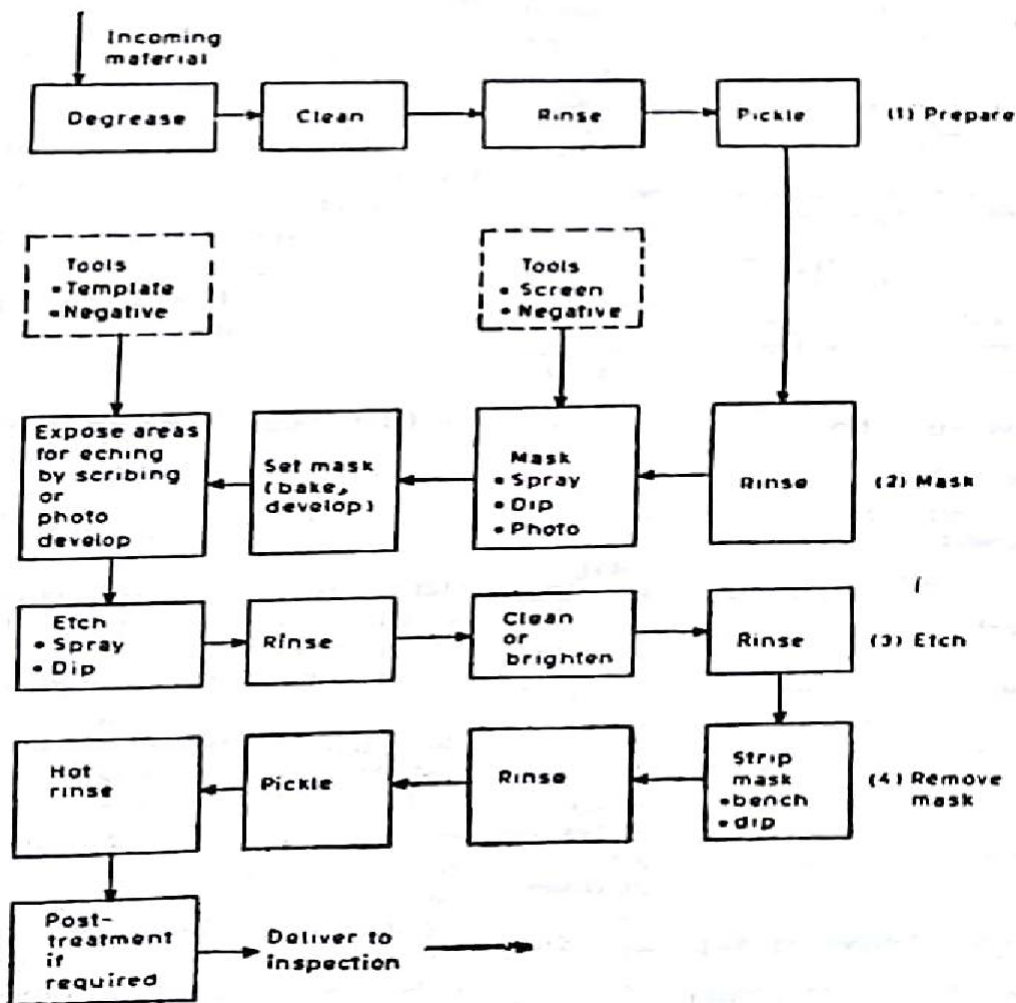 Incoming
material
Degrease
Clean
Rinse
Pickle
(1) Prepare
Tools
• Template
• Negative
Tools
• Screen
• Negative
Expose areas
for eching
by scribing
or
photo
develop
Set mask
(bake,
develop)
Mask
• Spray
• Dip
• Photo
Rinse
(2) Mask
Etch
• Spray
• Dip
Rinse
Clean
or
brighten
Rinse
(3) Etch
Hot
rinse
Pickle
Rinse
Strip
mask
• bench
• dip
(4) Remove
mask
Post-
treatment
if
required
Deliver to
inspection